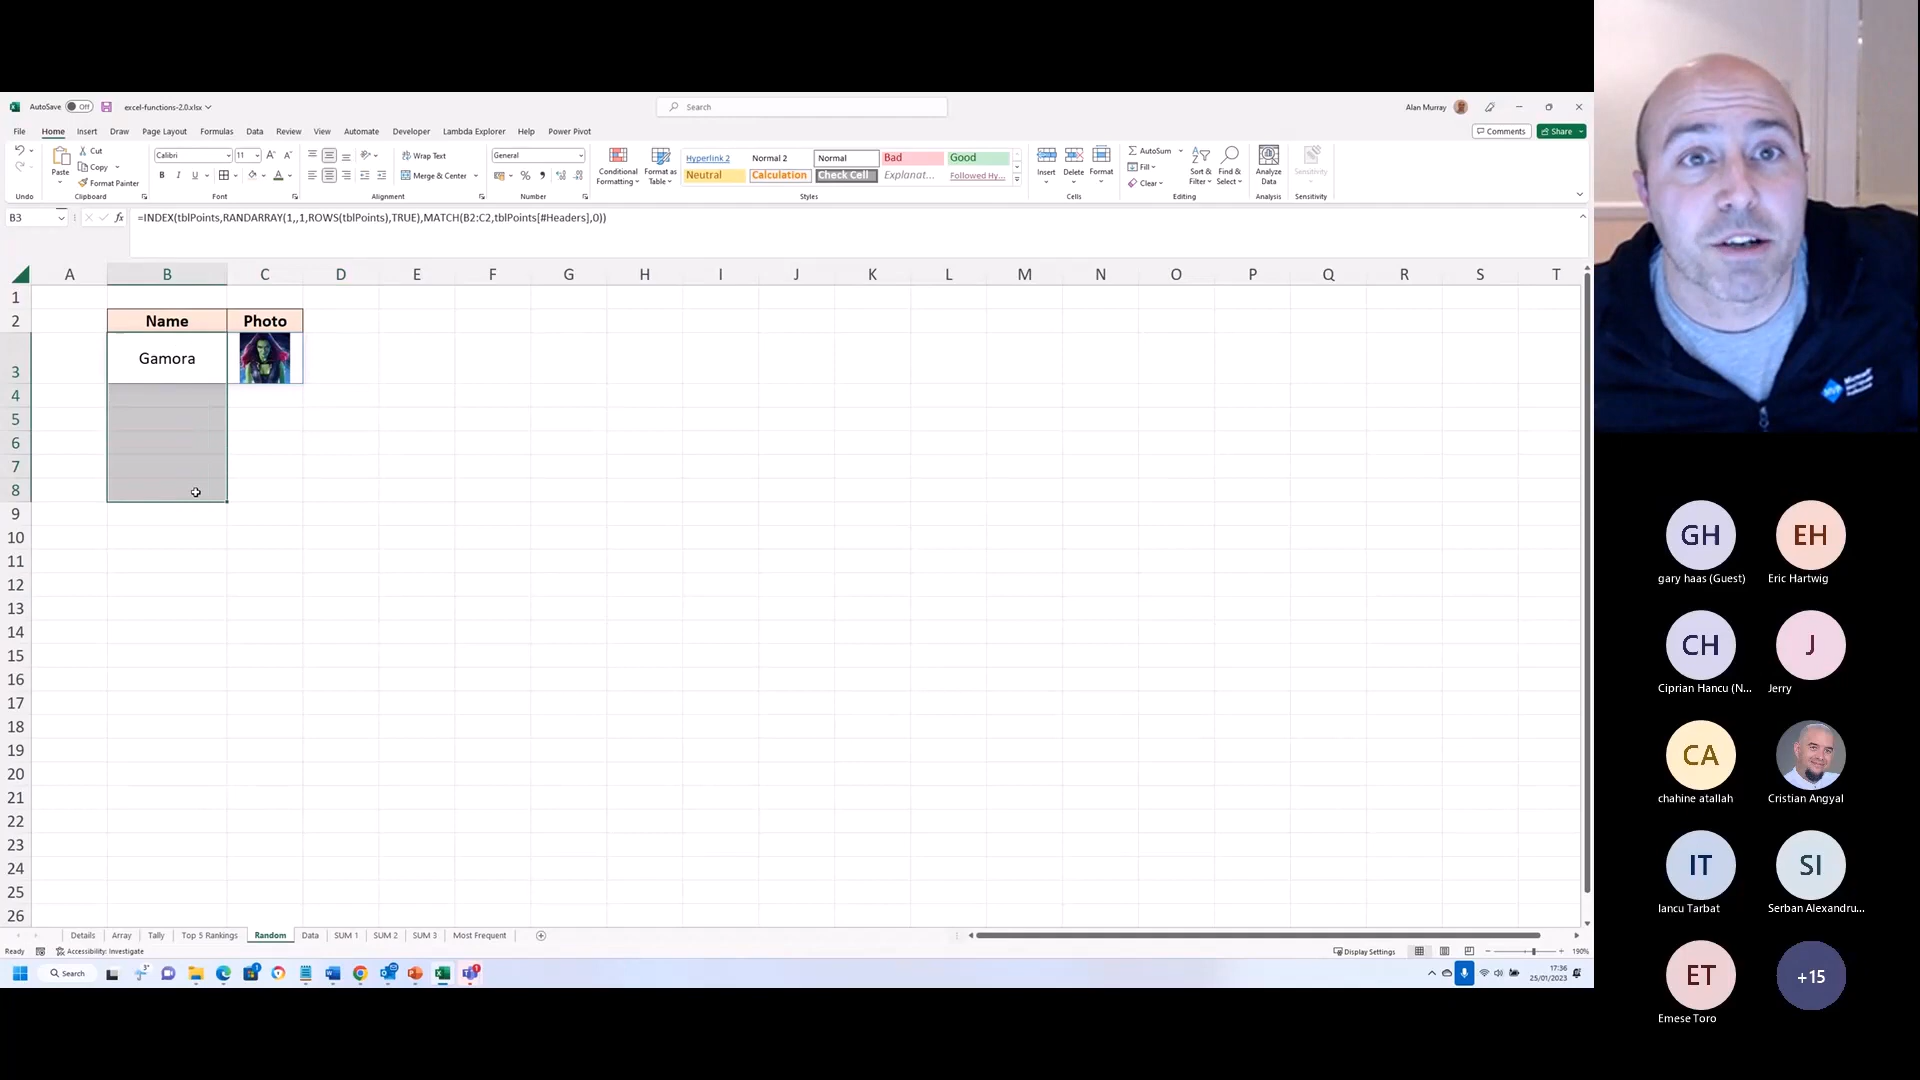 AutoSave Off excel-functions-2.0.xlsx Search Alan Murray
File Home Insert Draw Page Layout Formulas Data Review View Automate Developer Lambda Explorer Help Power Pivot Comments Share
Cut
Copy
Format Painter
Paste
Calibri 11
B I U
Wrap Text
Merge & Center
General
Conditional Formatting
Format as Table
Hyperlink 2 Normal 2 Normal Bad Good
Neutral Calculation Check Cell Explanat... Followed Hy...
Insert Delete Format
AutoSum
Fill
Clear
Sort & Filter
Find & Select
Analyze Data
Sensitivity
Undo Clipboard Font Alignment Number Styles Cells Editing Analysis Sensitivity
B3 fx =INDEX(tblPoints,RANDARRAY(1,,1,ROWS(tblPoints),TRUE),MATCH(B2:C2,tblPoints[#Headers],0))
A B C D E F G H I J K L M N O P Q R S T
1
2 Name Photo
3 Gamora
4
5
6
7
8
9
10
11
12
13
14
15
16
17
18
19
20
21
22
23
24
25
26
Details Array Tally Top 5 Rankings Random Data SUM 1 SUM 2 SUM 3 Most Frequent
Ready Accessibility: Investigate Display Settings 190%
Search 17:36
25/01/2023
GH EH
gary haas (Guest) Eric Hartwig
CH J
Ciprian Hancu (N... Jerry
CA
chahine atallah Cristian Angyal
IT SI
Iancu Tarbat Serban Alexandru...
ET +15
Emese Toro